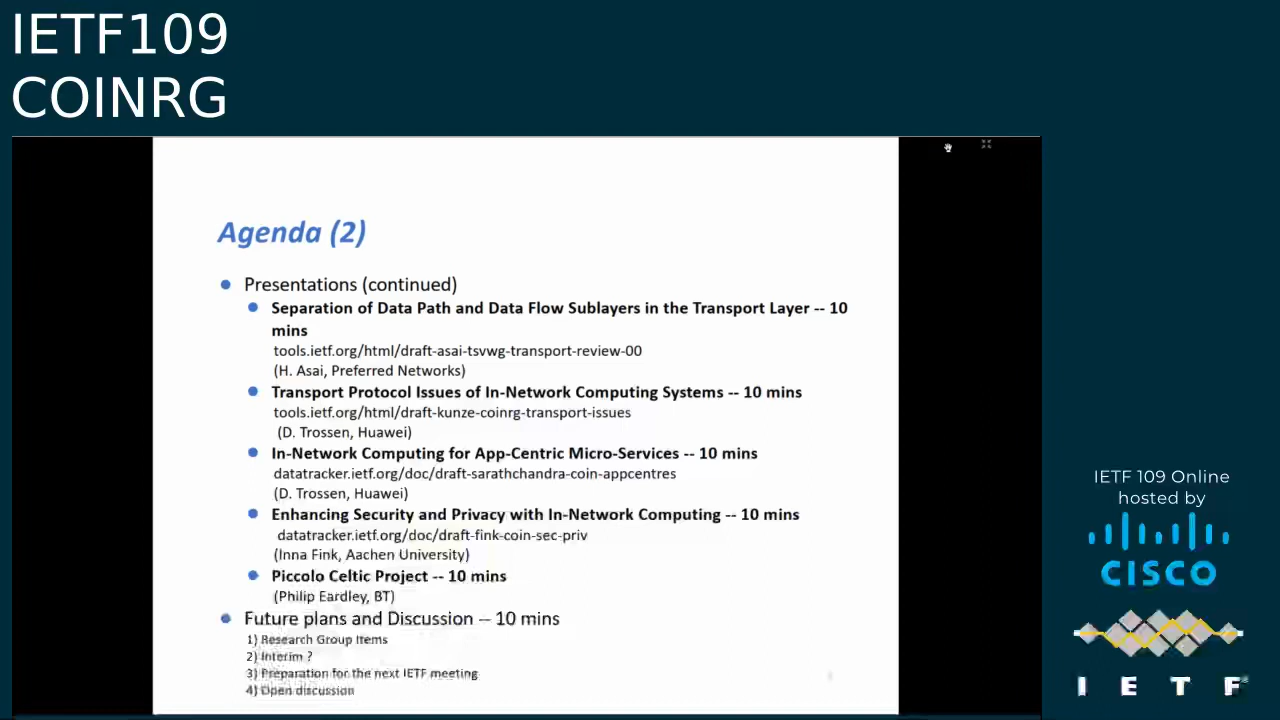 IETF109
COINRG
Agenda (2)
Presentations (continued)
Separation of Data Path and Data Flow Sublayers in the Transport Layer -- 10
mins
tools.ietf.org/html/draft-asai-tsvwg-transport-review-00
(H. Asai, Preferred Networks)
Transport Protocol Issues of In-Network Computing Systems -- 10 mins
tools.ietf.org/html/draft-kunze-coinrg-transport-issues
(D. Trossen, Huawei)
In-Network Computing for App-Centric Micro-Services -- 10 mins
datatracker.ietf.org/doc/draft-sarathchandra-coin-appcentres
(D. Trossen, Huawei)
Enhancing Security and Privacy with In-Network Computing -- 10 mins
datatracker.ietf.org/doc/draft-fink-coin-sec-priv
(Inna Fink, Aachen University)
Piccolo Celtic Project -- 10 mins
(Philip Eardley, BT)
Future plans and Discussion -- 10 mins
1) Research Group Items
2) Interim ?
3) Preparation for the next IETF meeting
4) Open discussion
IETF 109 Online
hosted by
CISCO
I E T F